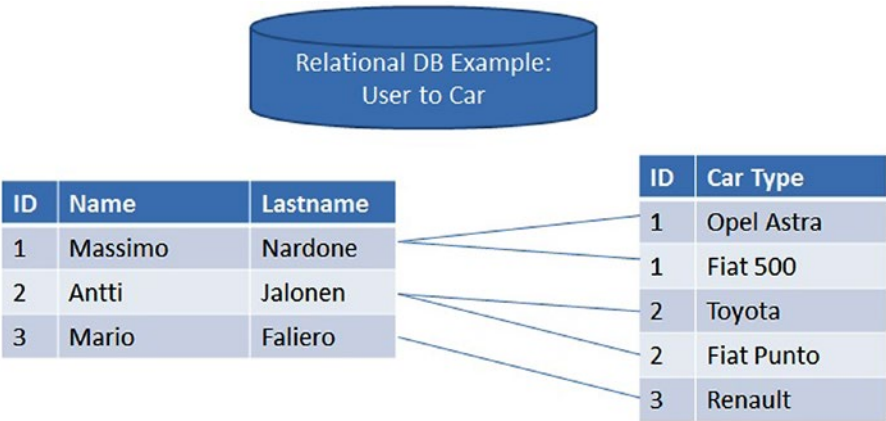 Relational DB Example:
User to Car
ID Name Lastname
1 Massimo Nardone
2 Antti Jalonen
3 Mario Faliero
ID Car Type
1 Opel Astra
1 Fiat 500
2 Toyota
2 Fiat Punto
3 Renault